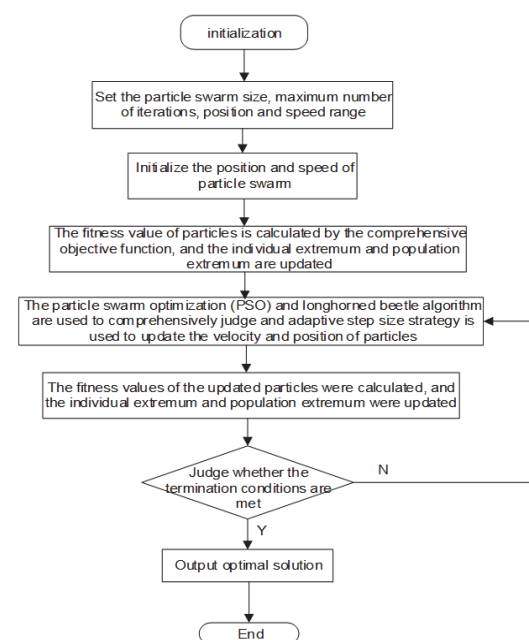 initialization
Set the particle swarm size, maximum number
of iterations, position and speed range
Initialize the position and speed of
particle swarm
The fitness value of particles is calculated by the comprehensive
objective function, and the individual extremum and population
extremum are updated
The particle swarm optimization (PSO) and longhorned beetle algorithm
are used to comprehensively judge and adaptive step size strategy is
used to update the velocity and position of particles
The fitness values of the updated particles were calculated, and
the individual extremum and population extremum were updated
Judge whether the
termination conditions are
met
N
Y
Output optimal solution
End